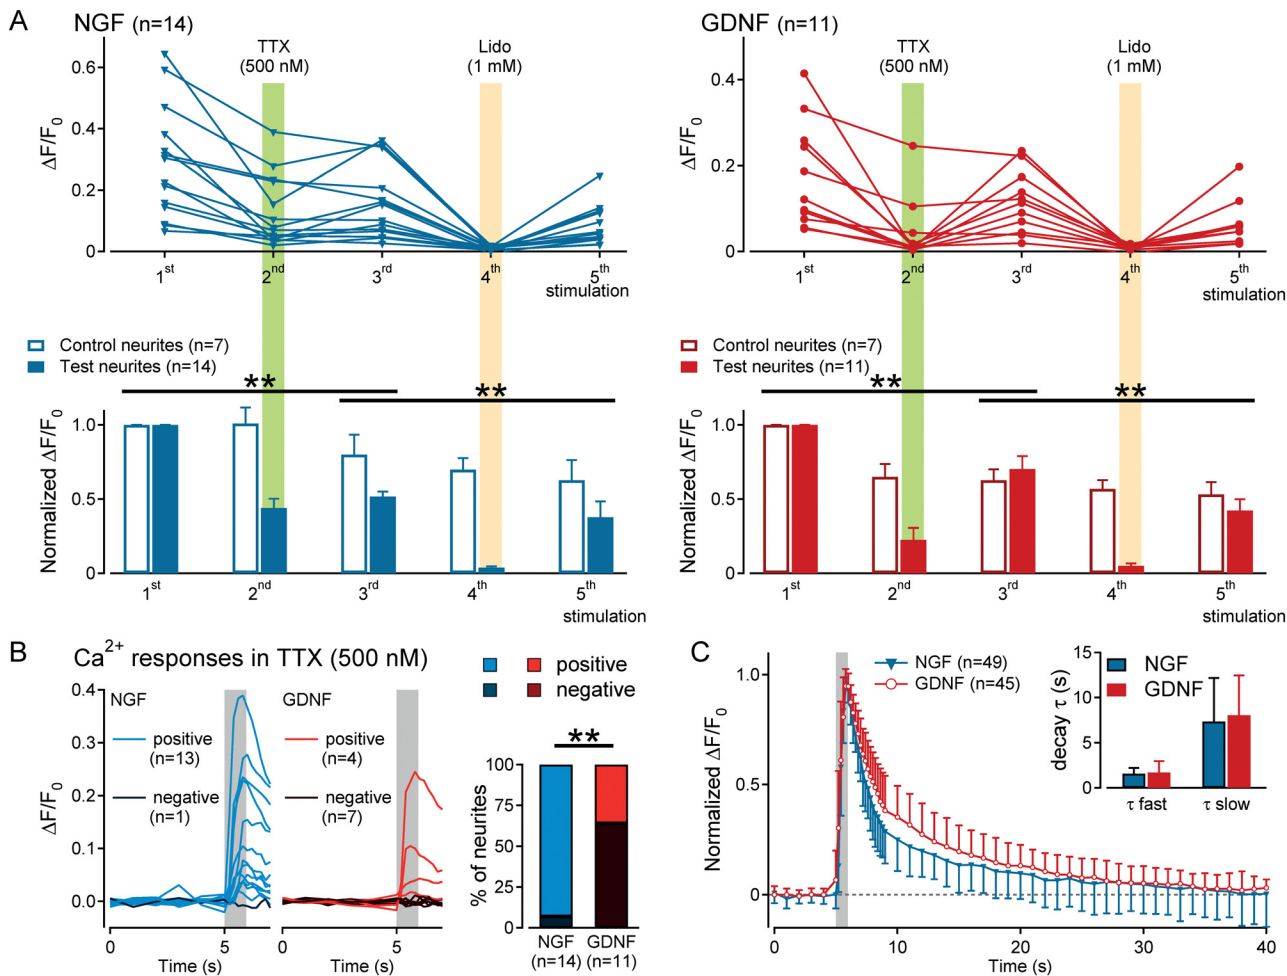 A
NGF (n=14)
TTX
(500 nM)
Lido
(1 mM)
ΔF/F0
0.6
0.4
0.2
0
1st
2nd
3rd
4th
5th
stimulation
GDNF (n=11)
TTX
(500 nM)
Lido
(1 mM)
ΔF/F0
0.4
0.2
0
1st
2nd
3rd
4th
5th
stimulation
Control neurites (n=7)
Test neurites (n=14)
**
**
Normalized ΔF/F0
1.0
0.5
0
1st
2nd
3rd
4th
5th
stimulation
Control neurites (n=7)
Test neurites (n=11)
**
**
Normalized ΔF/F0
1.0
0.5
0
1st
2nd
3rd
4th
5th
stimulation
B
Ca2+ responses in TTX (500 nM)
ΔF/F0
0.4
0.3
0.2
0.1
0.0
NGF
positive
(n=13)
negative
(n=1)
0
5
Time (s)
GDNF
positive
(n=4)
negative
(n=7)
0
5
Time (s)
positive
negative
**
% of neurites
100
75
50
25
0
NGF
(n=14)
GDNF
(n=11)
C
Normalized ΔF/F0
1.0
0.5
0
NGF (n=49)
GDNF (n=45)
0
10
20
30
40
Time (s)
decay τ (s)
15
10
5
0
NGF
GDNF
τ fast
τ slow